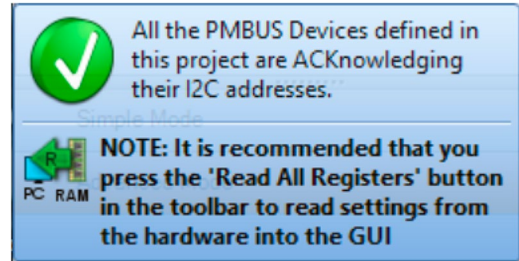 All the PMBUS Devices defined in
this project are ACKnowledging
their I2C addresses.
Simple Mode
NOTE: It is recommended that you
press the 'Read All Registers' button
in the toolbar to read settings from
the hardware into the GUI
R
PC RAM